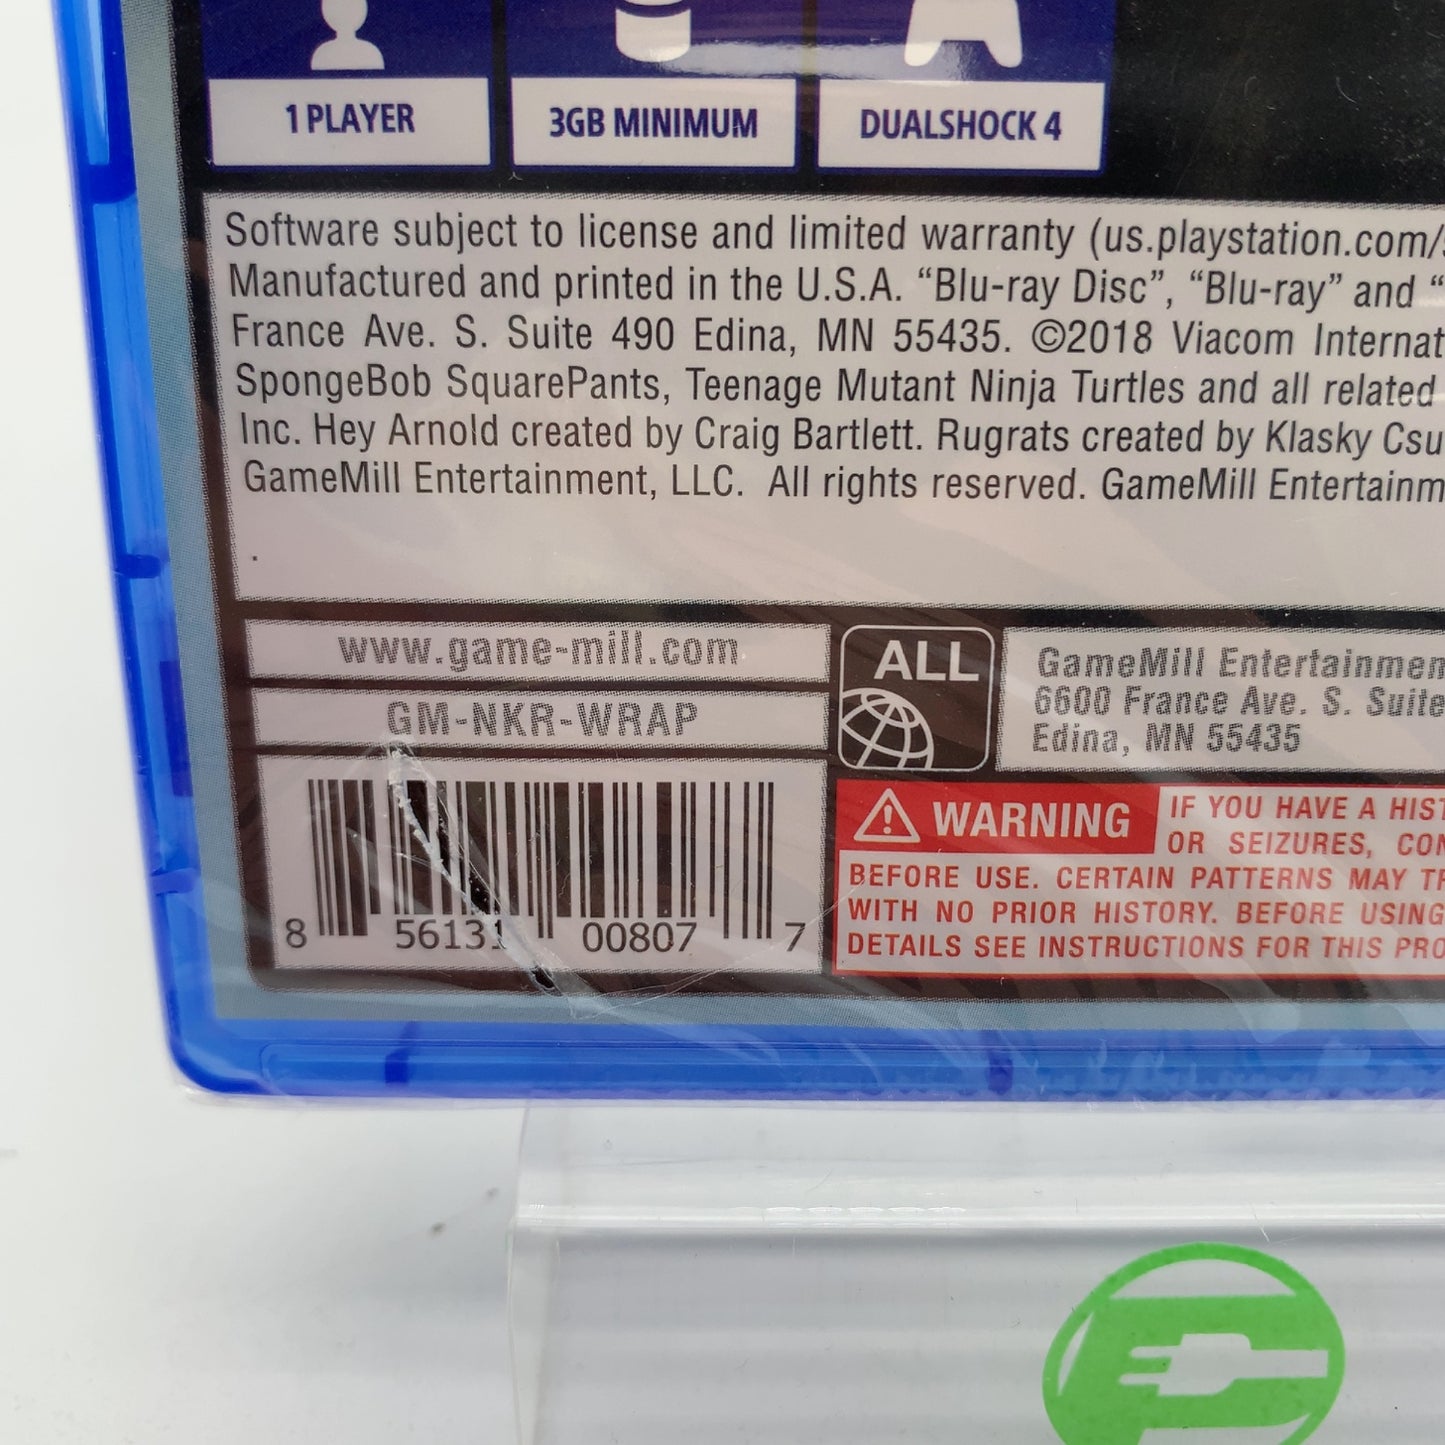 1 PLAYER
3GB MINIMUM
DUALSHOCK 4
Software subject to license and limited warranty (us.playstation.com/
Manufactured and printed in the U.S.A. “Blu-ray Disc”, “Blu-ray” and “
France Ave. S. Suite 490 Edina, MN 55435. ©2018 Viacom Internat
SpongeBob SquarePants, Teenage Mutant Ninja Turtles and all related
Inc. Hey Arnold created by Craig Bartlett. Rugrats created by Klasky Csu
GameMill Entertainment, LLC. All rights reserved. GameMill Entertainm
www.game-mill.com
GM-NKR-WRAP
8 56131 00807 7
ALL
GameMill Entertainmen
6600 France Ave. S. Suite
Edina, MN 55435
WARNING
IF YOU HAVE A HIST
OR SEIZURES, CON
BEFORE USE. CERTAIN PATTERNS MAY TR
WITH NO PRIOR HISTORY. BEFORE USING
DETAILS SEE INSTRUCTIONS FOR THIS PRO